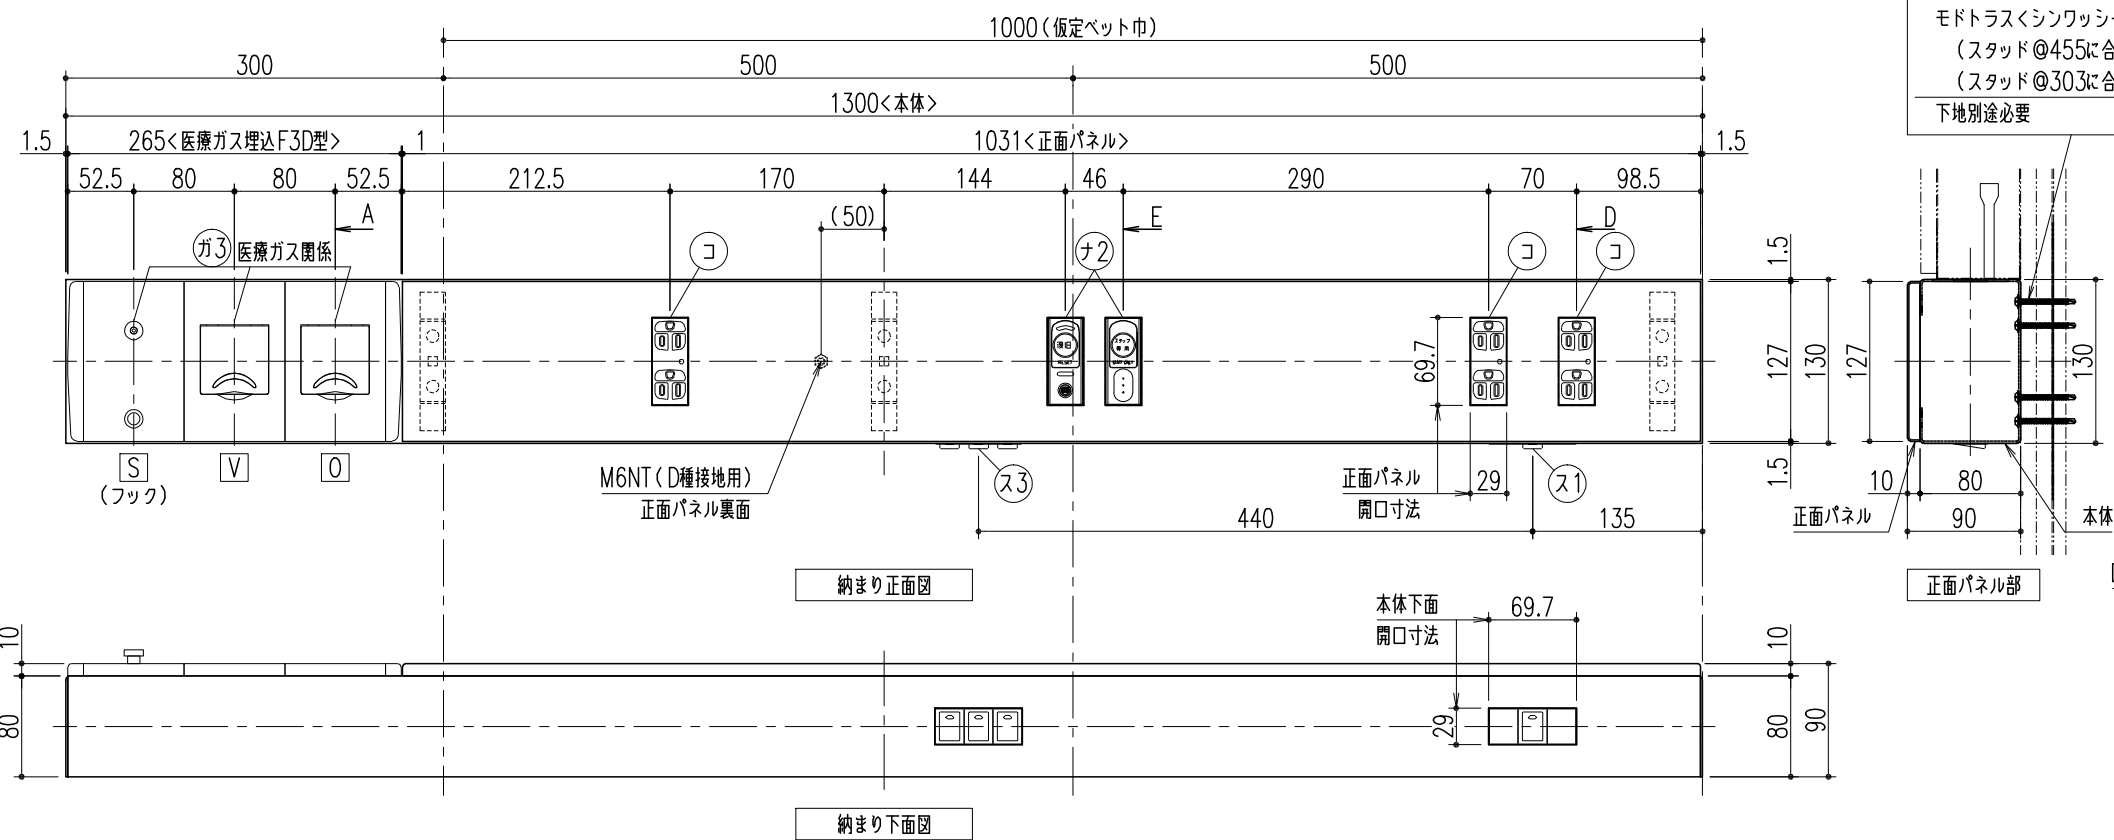 1000(仮定ベット巾)
モドトラス<シンワッシ
(スタッド@455に合
(スタッド@303に合
下地別途必要
300
500
500
1300<本体>
1.5
265<医療ガス埋込F3D型>
1
1031<正面パネル>
1.5
52.5
80
80
52.5
212.5
170
144
46
290
70
98.5
A
(50)
E
D
ガ3
医療ガス関係
コ
ナ2
コ
コ
1.5
復旧
スタッフ
専用
69.7
127
130
127
130
S
V
O
(フック)
M6NT(D種接地用)
正面パネル裏面
ス3
正面パネル
開口寸法
29
ス1
1.5
10
80
440
135
正面パネル
90
本体
納まり正面図
正面パネル部
本体下面
開口寸法
69.7
10
10
80
29
80
90
納まり下面図